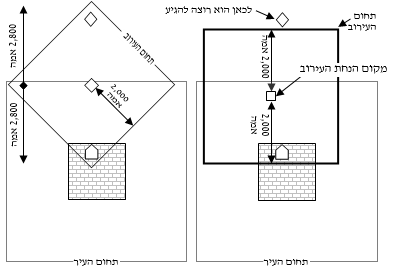 לכאן הוא רוצה להגיע
תחום
העירוב
2,000 אמה
מקום הנחת העירוב
2,000
אמה
תחום העיר
2,800 אמה
תחום העירוב
2,000
אמה
2,800 אמה
תחום העיר